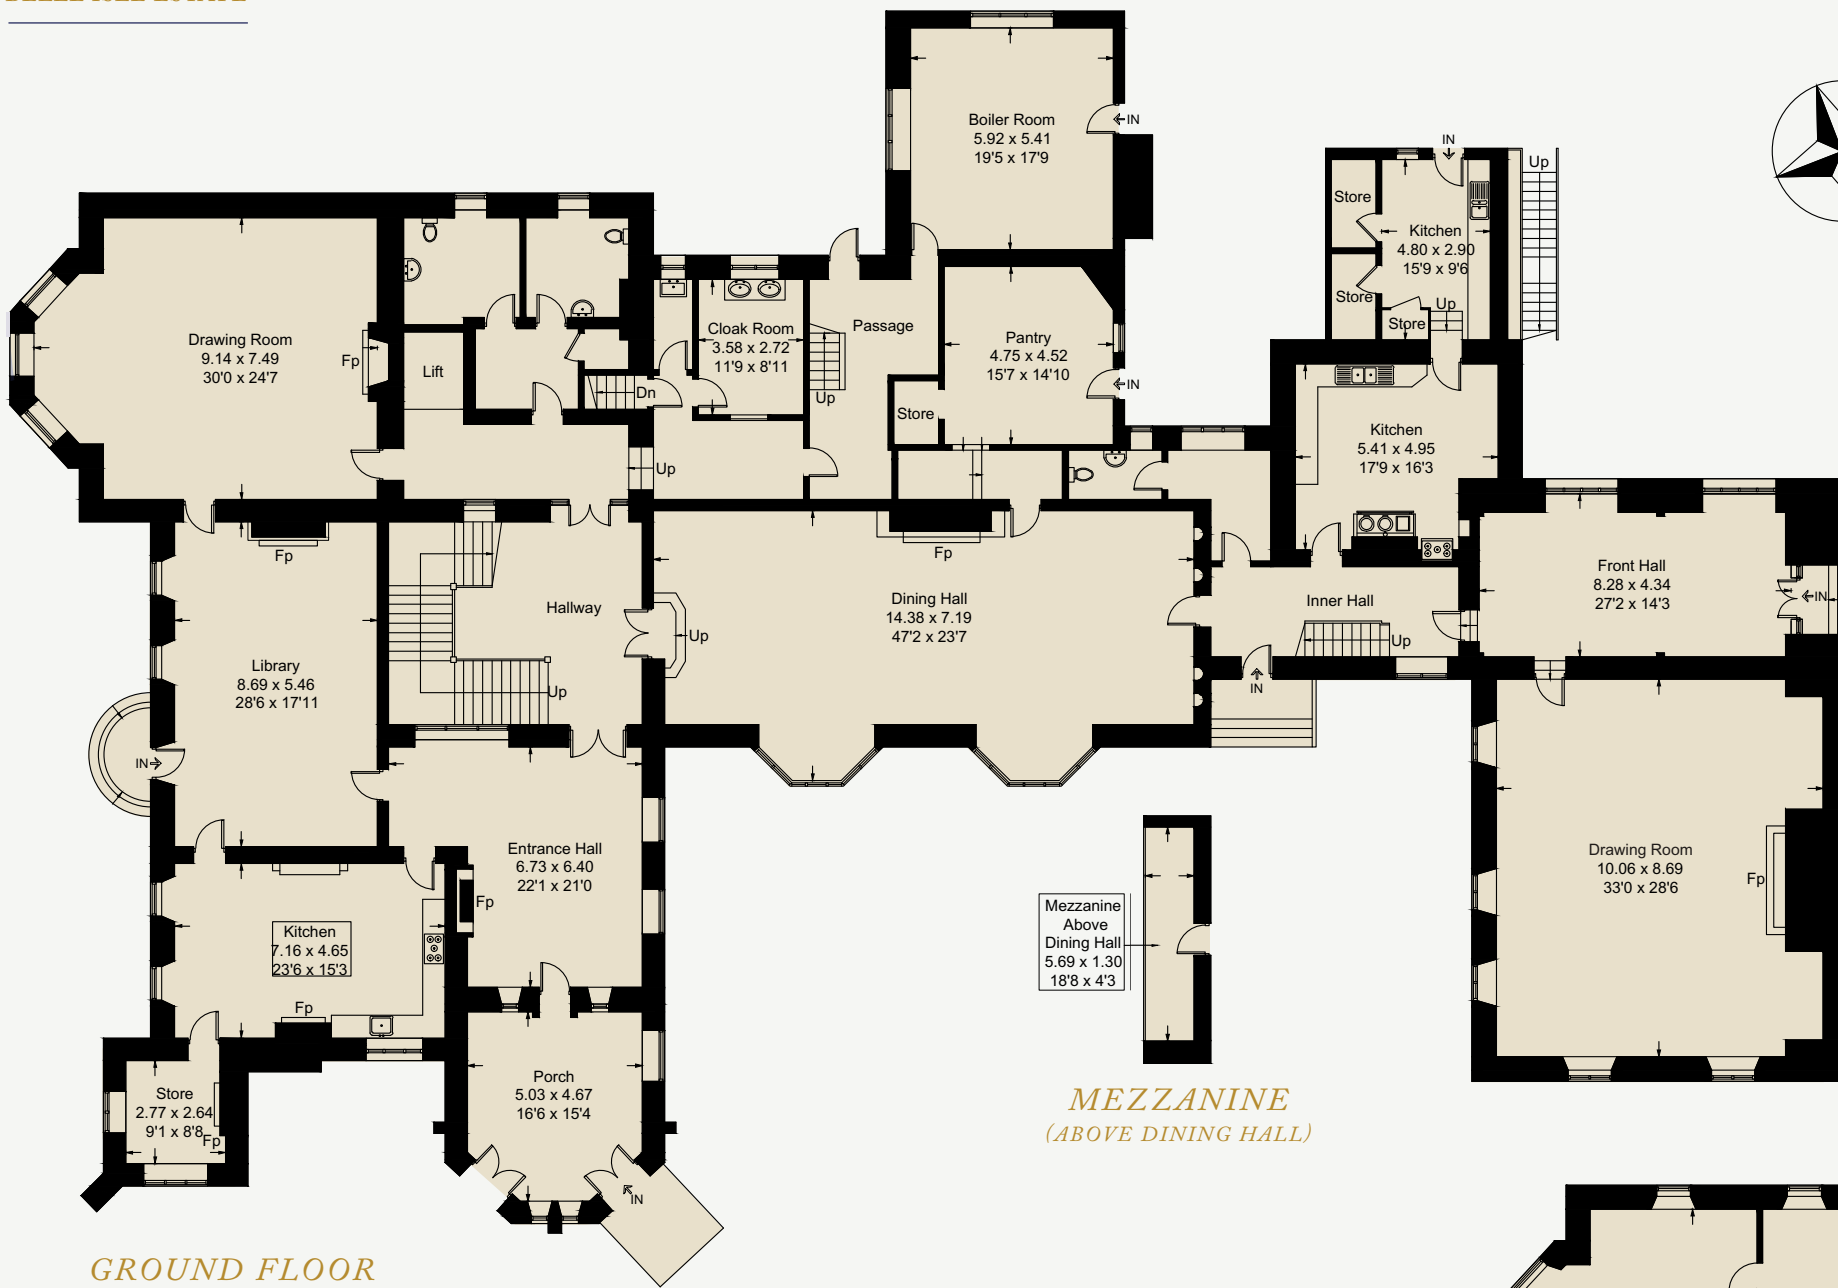 Boiler Room
5.92 x 5.41
19'5 x 17'9
IN
Drawing Room
9.14 x 7.49
30'0 x 24'7
Fp
Lift
Dn
Cloak Room
3.58 x 2.72
11'9 x 8'11
Passage
Up
Pantry
4.75 x 4.52
15'7 x 14'10
IN
Store
Up
IN
Up
Store
Kitchen
4.80 x 2.90
15'9 x 9'6
Store
Up
Store
Kitchen
5.41 x 4.95
17'9 x 16'3
Fp
Hallway
Up
Up
Fp
Dining Hall
14.38 x 7.19
47'2 x 23'7
Inner Hall
Up
IN
Front Hall
8.28 x 4.34
27'2 x 14'3
IN
Library
8.69 x 5.46
28'6 x 17'11
IN
Entrance Hall
6.73 x 6.40
22'1 x 21'0
Fp
Kitchen
7.16 x 4.65
23'6 x 15'3
Fp
Drawing Room
10.06 x 8.69
33'0 x 28'6
Fp
Mezzanine
Above
Dining Hall
5.69 x 1.30
18'8 x 4'3
Store
2.77 x 2.64
9'1 x 8'8
Fp
Porch
5.03 x 4.67
16'6 x 15'4
IN
MEZZANINE
(ABOVE DINING HALL)
GROUND FLOOR